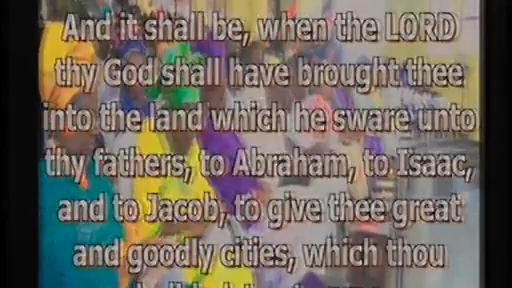 And it shall be, when the LORD
thy God shall have brought thee
into the land which he sware unto
thy fathers, to Abraham, to Isaac,
and to Jacob, to give thee great
and goodly cities, which thou